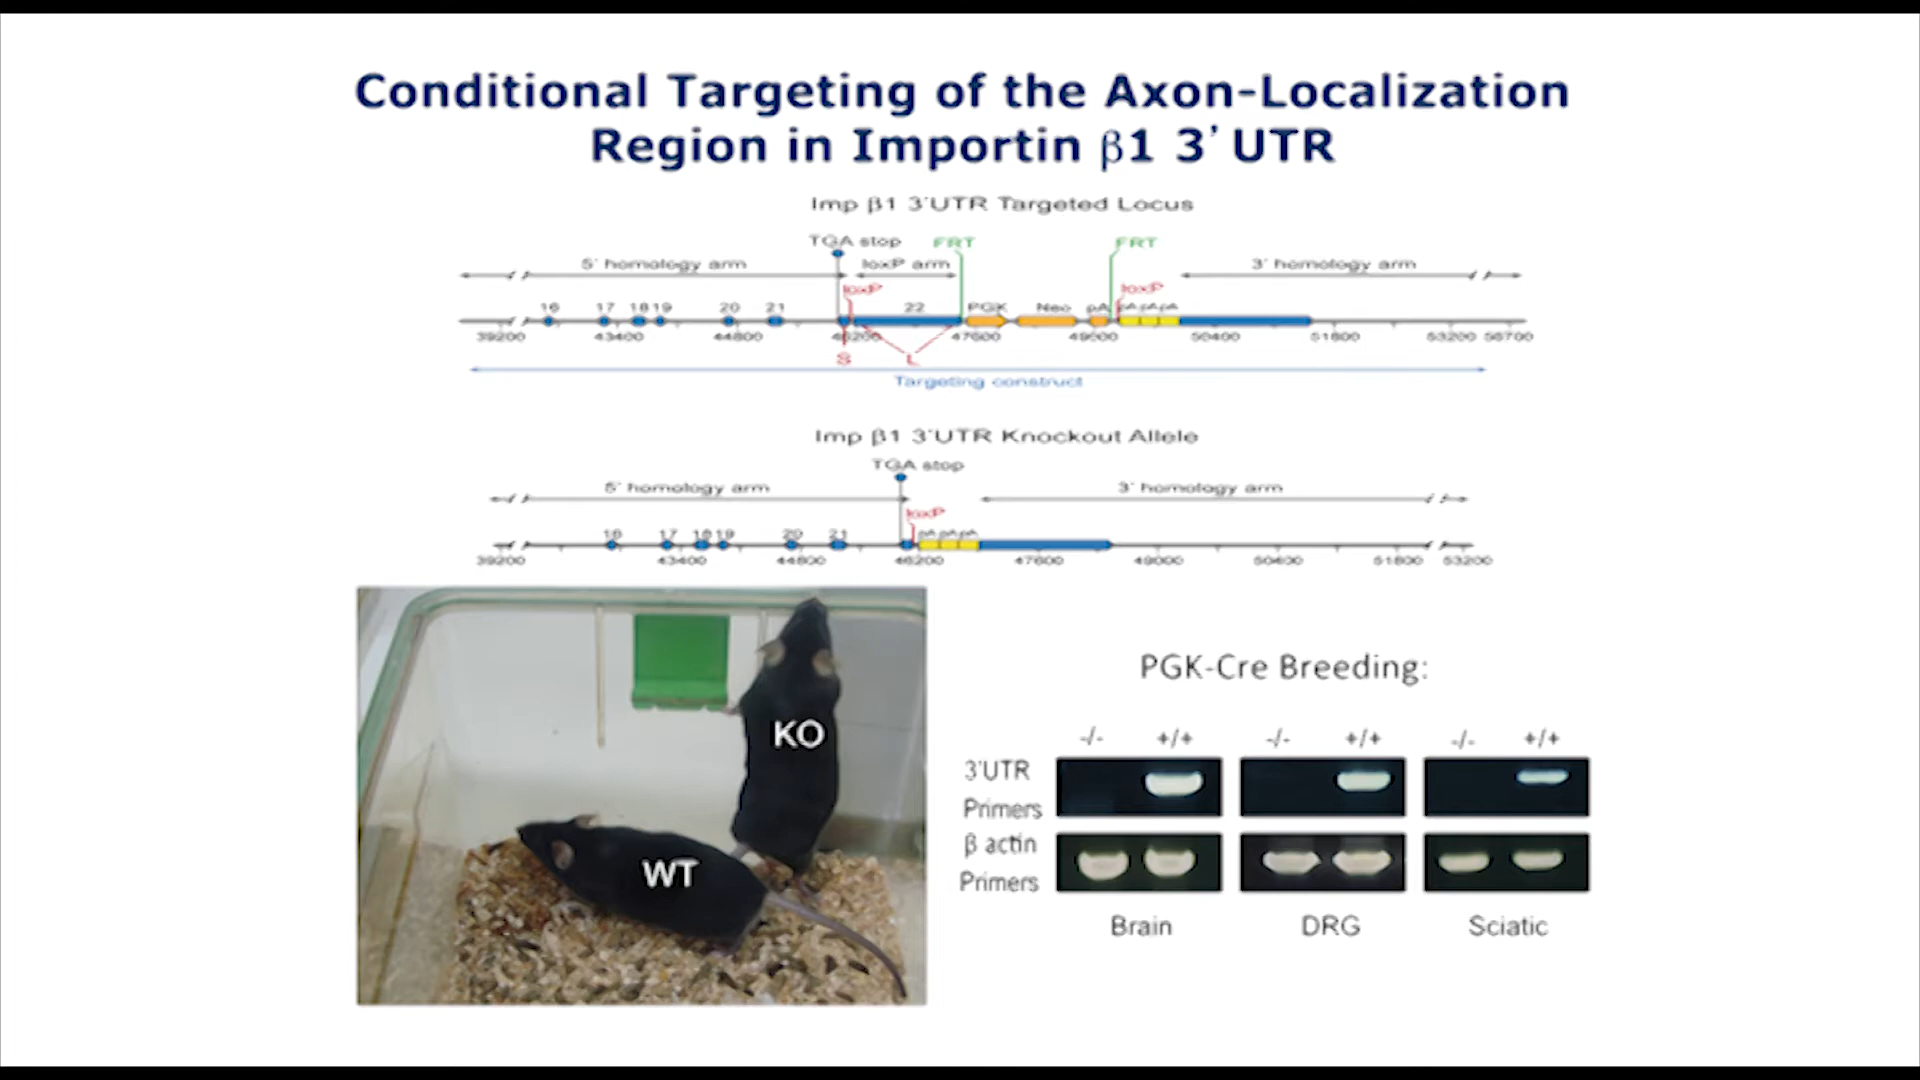 Conditional Targeting of the Axon-Localization
Region in Importin β1 3’ UTR
Imp β1 3'UTR Targeted Locus
TGA stop FRT FRT
5' homology arm loxP arm 3' homology arm
loxP loxP
16 17 18 19 20 21 22 PGK Neo pA pA pA pA
39200 43400 44800 46200 47600 49000 50400 51800 53200 56700
S L
Targeting construct
Imp β1 3'UTR Knockout Allele
TGA stop
5' homology arm 3' homology arm
loxP
16 17 18 19 20 21 pA pA pA
39200 43400 44800 46200 47600 49000 50400 51800 53200
KO
WT
PGK-Cre Breeding:
-/- +/+ -/- +/+ -/- +/+
3'UTR
Primers
β actin
Primers
Brain DRG Sciatic